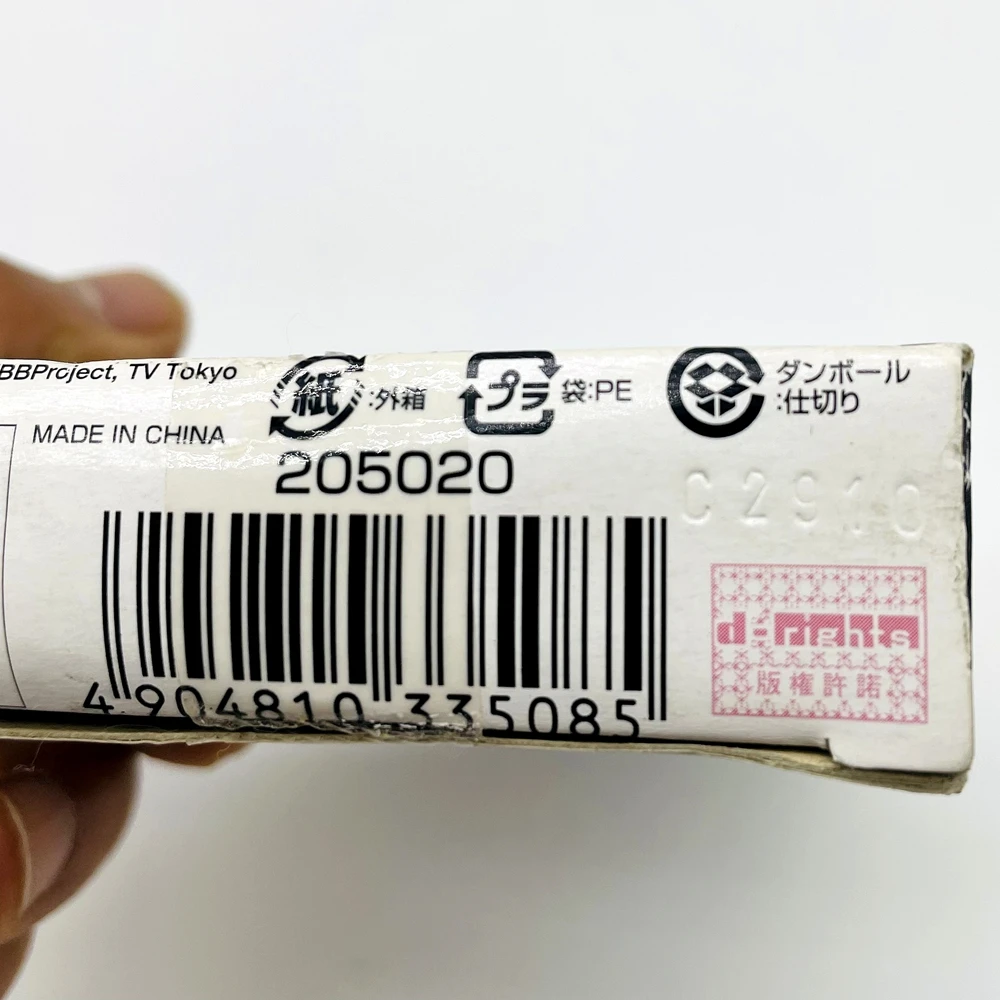 BBProject, TV Tokyo
紙 :外箱
プラ 袋:PE
ダンボール
:仕切り
MADE IN CHINA
205020
C2910
4 904810 335085
d-rights
版権許諾